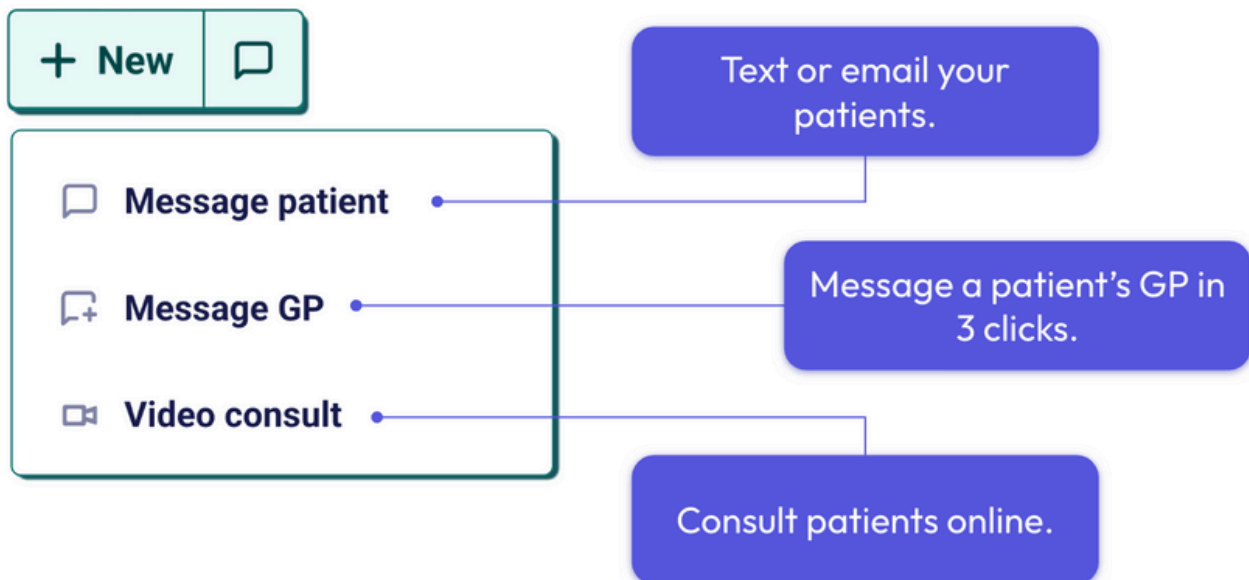 New
Text or email your
patients.
Message patient
Message a patient’s GP in
3 clicks.
Message GP
Video consult
Consult patients online.